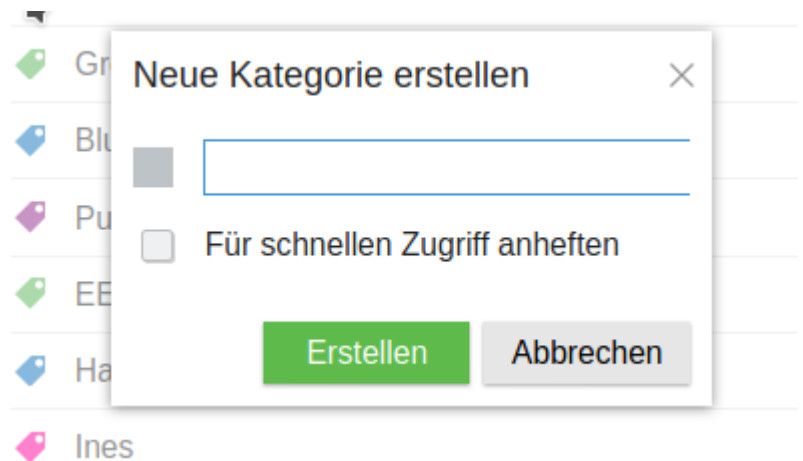 Neue Kategorie erstellen
Für schnellen Zugriff anheften
Erstellen
Abbrechen
Ines